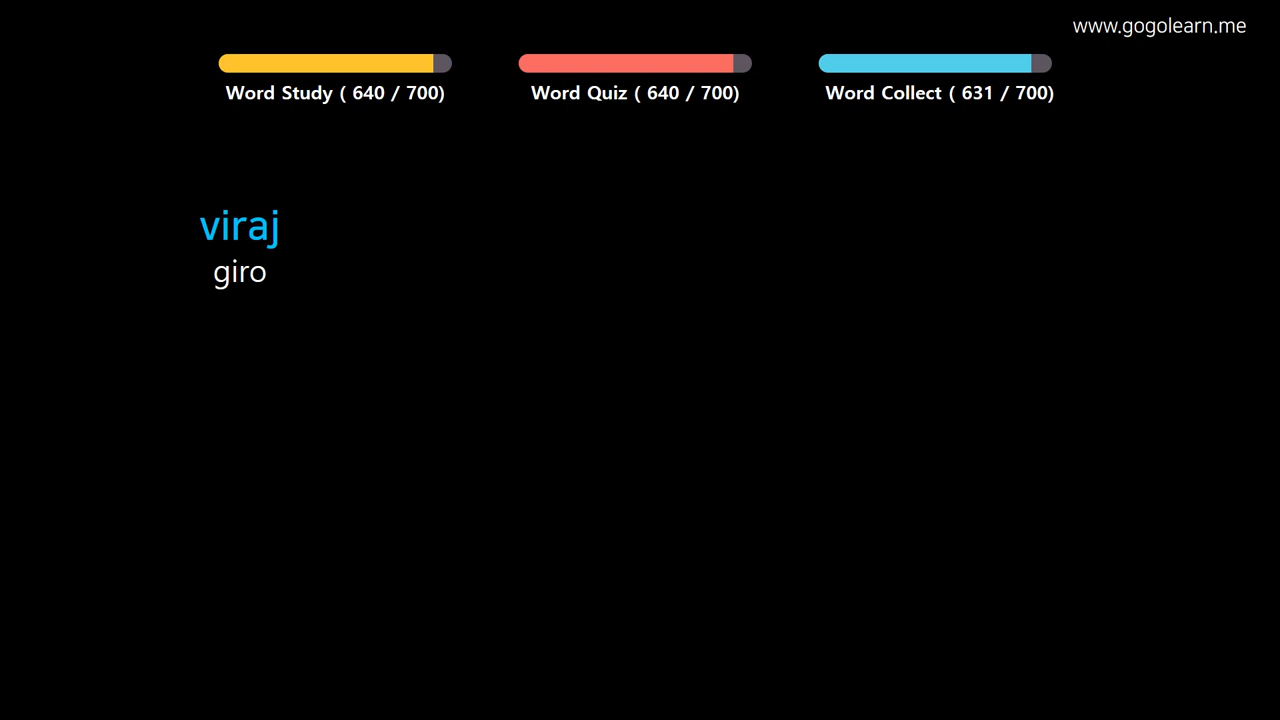 www.gogolearn.me
Word Study ( 640 / 700)
Word Quiz ( 640 / 700)
Word Collect ( 631 / 700)
viraj
giro